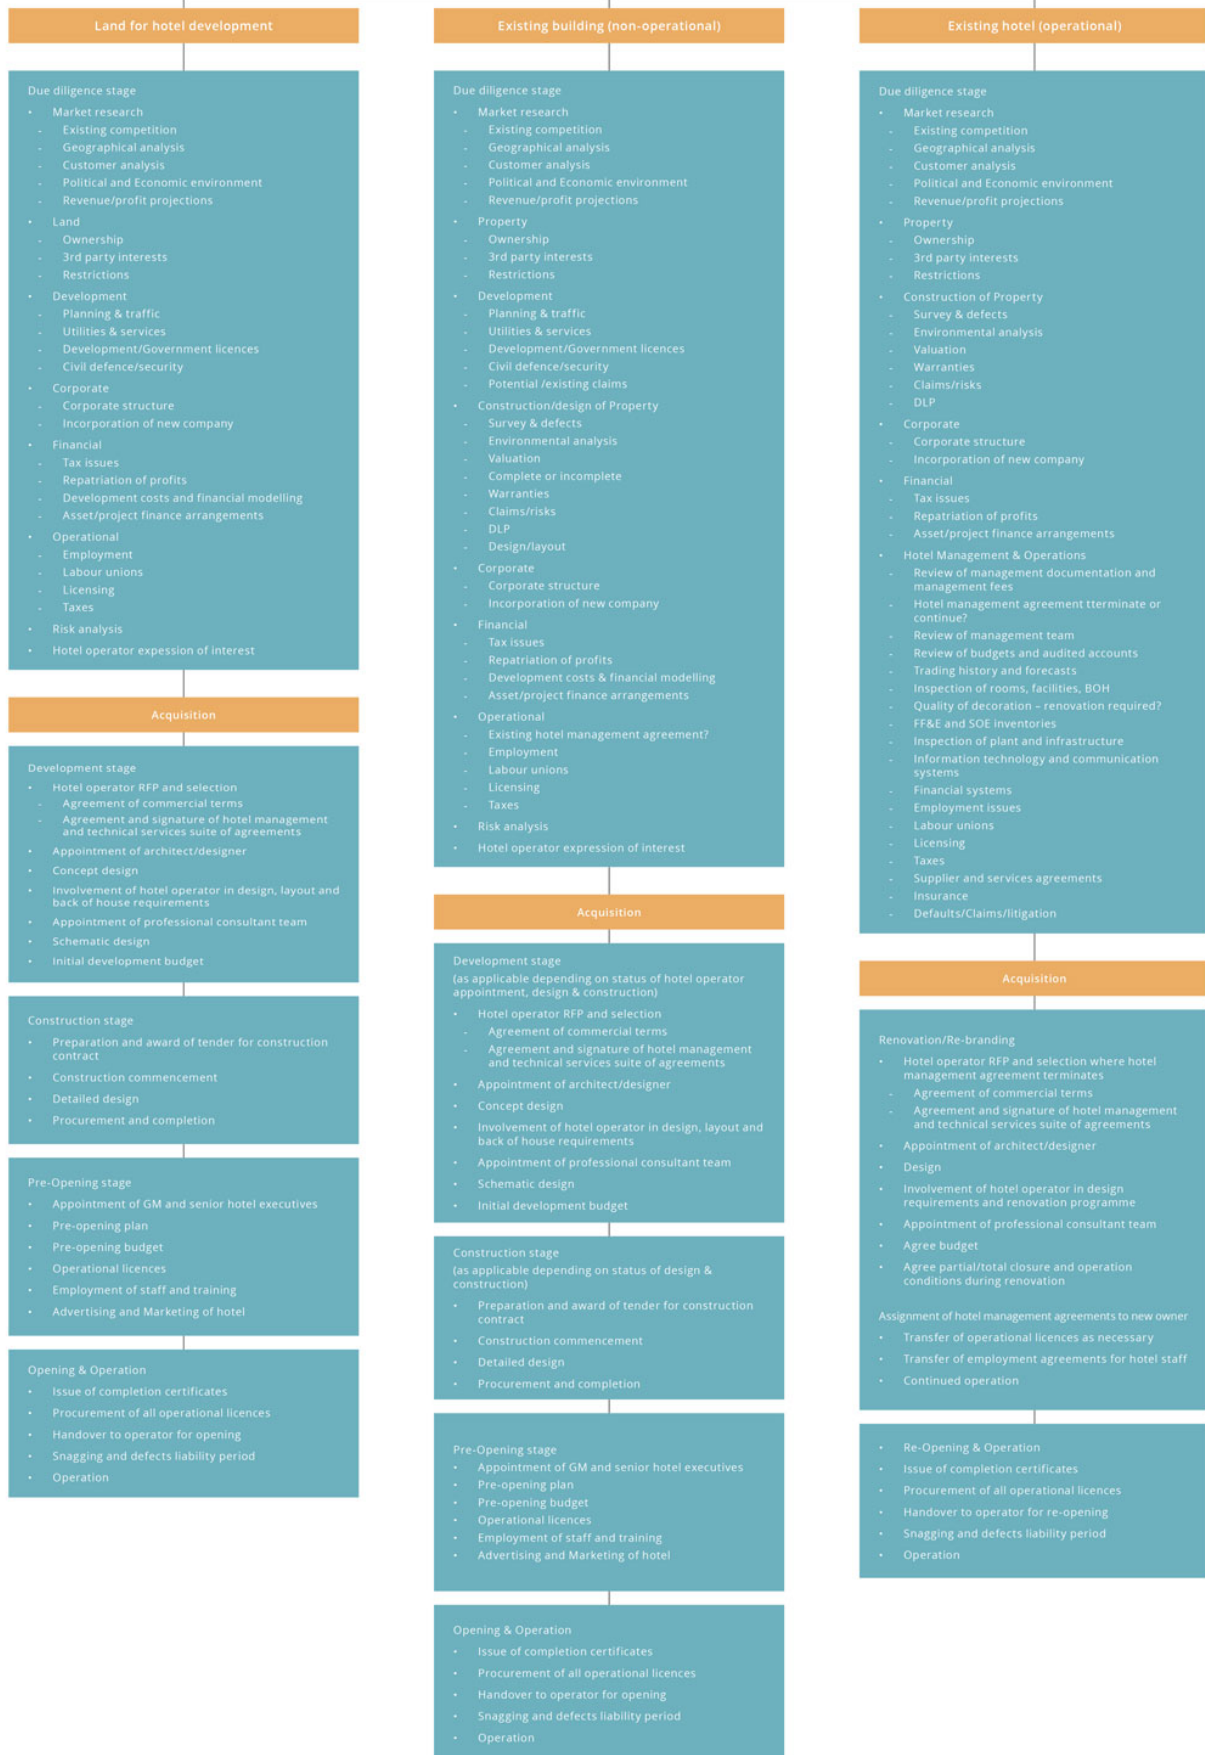 Land for hotel development
Due diligence stage
• Market research
- Existing competition
- Geographical analysis
- Customer analysis
- Political and Economic environment
- Revenue/profit projections
• Land
- Ownership
- 3rd party interests
- Restrictions
• Development
- Planning & traffic
- Utilities & services
- Development/Government licences
- Civil defence/security
• Corporate
- Corporate structure
- Incorporation of new company
• Financial
- Tax issues
- Repatriation of profits
- Development costs and financial modelling
- Asset/project finance arrangements
• Operational
- Employment
- Labour unions
- Licensing
- Taxes
• Risk analysis
• Hotel operator expession of interest
Acquisition
Development stage
• Hotel operator RFP and selection
- Agreement of commercial terms
- Agreement and signature of hotel management
and technical services suite of agreements
• Appointment of architect/designer
• Concept design
• Involvement of hotel operator in design, layout and
back of house requirements
• Appointment of professional consultant team
• Schematic design
• Initial development budget
Construction stage
• Preparation and award of tender for construction
contract
• Construction commencement
• Detailed design
• Procurement and completion
Pre-Opening stage
• Appointment of GM and senior hotel executives
• Pre-opening plan
• Pre-opening budget
• Operational licences
• Employment of staff and training
• Advertising and Marketing of hotel
Opening & Operation
• Issue of completion certificates
• Procurement of all operational licences
• Handover to operator for opening
• Snagging and defects liability period
• Operation
Existing building (non-operational)
Due diligence stage
• Market research
- Existing competition
- Geographical analysis
- Customer analysis
- Political and Economic environment
- Revenue/profit projections
• Property
- Ownership
- 3rd party interests
- Restrictions
• Development
- Planning & traffic
- Utilities & services
- Development/Government licences
- Civil defence/security
- Potential /existing claims
• Construction/design of Property
- Survey & defects
- Environmental analysis
- Valuation
- Complete or incomplete
- Warranties
- Claims/risks
- DLP
- Design/layout
• Corporate
- Corporate structure
- Incorporation of new company
• Financial
- Tax issues
- Repatriation of profits
- Development costs & financial modelling
- Asset/project finance arrangements
• Operational
- Existing hotel management agreement?
- Employment
- Labour unions
- Licensing
- Taxes
• Risk analysis
• Hotel operator expression of interest
Acquisition
Development stage
(as applicable depending on status of hotel operator
appointment, design & construction)
• Hotel operator RFP and selection
- Agreement of commercial terms
- Agreement and signature of hotel management
and technical services suite of agreements
• Appointment of architect/designer
• Concept design
• Involvement of hotel operator in design, layout and
back of house requirements
• Appointment of professional consultant team
• Schematic design
• Initial development budget
Construction stage
(as applicable depending on status of design &
construction)
• Preparation and award of tender for construction
contract
• Construction commencement
• Detailed design
• Procurement and completion
Pre-Opening stage
• Appointment of GM and senior hotel executives
• Pre-opening plan
• Pre-opening budget
• Operational licences
• Employment of staff and training
• Advertising and Marketing of hotel
Opening & Operation
• Issue of completion certificates
• Procurement of all operational licences
• Handover to operator for opening
• Snagging and defects liability period
• Operation
Existing hotel (operational)
Due diligence stage
• Market research
- Existing competition
- Geographical analysis
- Customer analysis
- Political and Economic environment
- Revenue/profit projections
• Property
- Ownership
- 3rd party interests
- Restrictions
• Construction of Property
- Survey & defects
- Environmental analysis
- Valuation
- Warranties
- Claims/risks
- DLP
• Corporate
- Corporate structure
- Incorporation of new company
• Financial
- Tax issues
- Repatriation of profits
- Asset/project finance arrangements
• Hotel Management & Operations
- Review of management documentation and
management fees
- Hotel management agreement tterminate or
continue?
- Review of management team
- Review of budgets and audited accounts
- Trading history and forecasts
- Inspection of rooms, facilities, BOH
- Quality of decoration – renovation required?
- FF&E and SOE inventories
- Inspection of plant and infrastructure
- Information technology and communication
systems
- Financial systems
- Employment issues
- Labour unions
- Licensing
- Taxes
- Supplier and services agreements
- Insurance
- Defaults/Claims/litigation
Acquisition
Renovation/Re-branding
• Hotel operator RFP and selection where hotel
management agreement terminates
- Agreement of commercial terms
- Agreement and signature of hotel management
and technical services suite of agreements
• Appointment of architect/designer
• Design
• Involvement of hotel operator in design
requirements and renovation programme
• Appointment of professional consultant team
• Agree budget
• Agree partial/total closure and operation
conditions during renovation
Assignment of hotel management agreements to new owner
• Transfer of operational licences as necessary
• Transfer of employment agreements for hotel staff
• Continued operation
• Re-Opening & Operation
• Issue of completion certificates
• Procurement of all operational licences
• Handover to operator for re-opening
• Snagging and defects liability period
• Operation